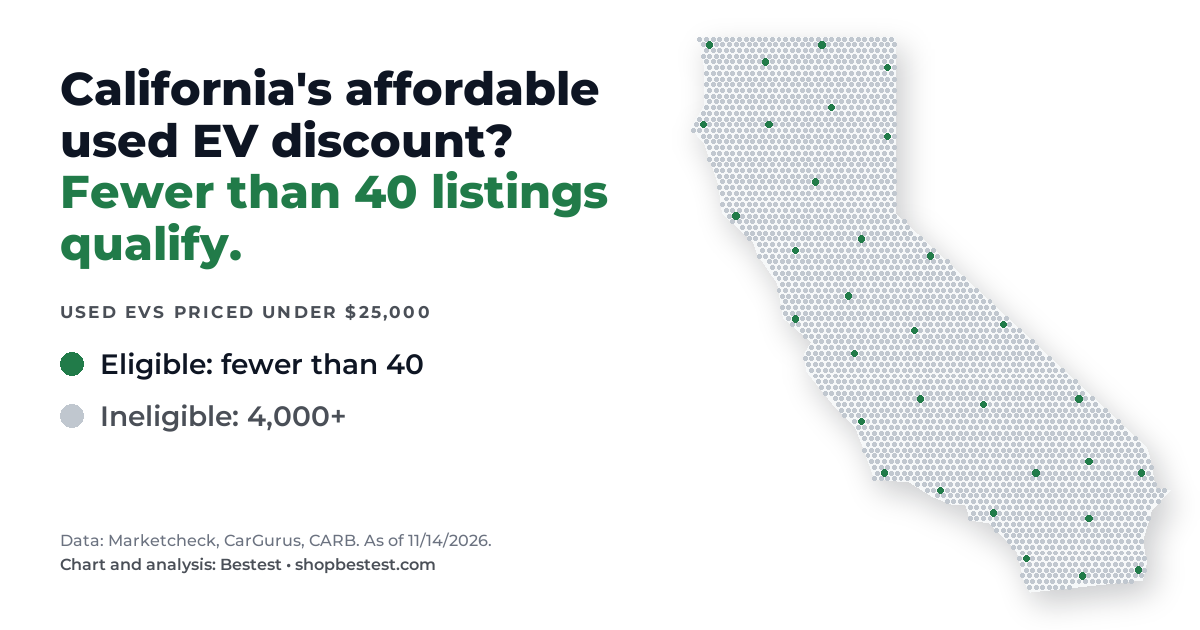 California's affordable
used EV discount?
Fewer than 40 listings
qualify.
USED EVS PRICED UNDER $25,000
Eligible: fewer than 40
Ineligible: 4,000+
Data: Marketcheck, CarGurus, CARB. As of 11/14/2026.
Chart and analysis: Bestest • shopbestest.com